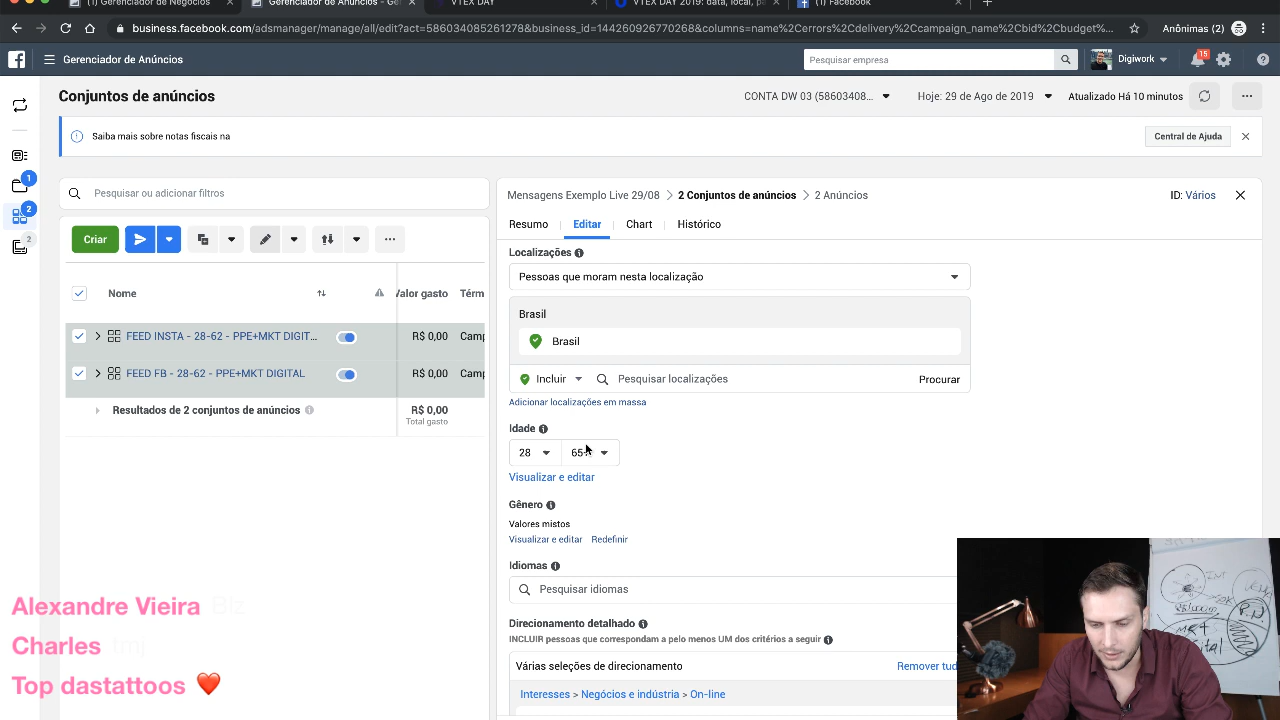 (1) Gerenciador de Negócios
Gerenciador de Anúncios - Ge
VTEX DAY
VTEX DAY 2019: data, local, p
(1) Facebook
business.facebook.com/adsmanager/manage/all/edit?act=586034085261278&business_id=144260926770268&columns=name%2Cerrors%2Cdelivery%2Ccampaign_name%2Cbid%2Cbudget%...
Anônimas (2)
Gerenciador de Anúncios
Pesquisar empresa
Digiwork
15
Conjuntos de anúncios
CONTA DW 03 (58603408...
Hoje: 29 de Ago de 2019
Atualizado Há 10 minutos
Saiba mais sobre notas fiscais na
Central de Ajuda
1
2
2
Pesquisar ou adicionar filtros
Mensagens Exemplo Live 29/08 > 2 Conjuntos de anúncios > 2 Anúncios
ID: Vários
Resumo
Editar
Chart
Histórico
Criar
Nome
Valor gasto
Térm
FEED INSTA - 28-62 - PPE+MKT DIGIT...
R$ 0,00
Camp
FEED FB - 28-62 - PPE+MKT DIGITAL
R$ 0,00
Camp
Resultados de 2 conjuntos de anúncios
R$ 0,00
Total gasto
Localizações
Pessoas que moram nesta localização
Brasil
Brasil
Incluir
Pesquisar localizações
Procurar
Adicionar localizações em massa
Idade
28
65+
Visualizar e editar
Gênero
Valores mistos
Visualizar e editar
Redefinir
Idiomas
Pesquisar idiomas
Direcionamento detalhado
INCLUIR pessoas que correspondam a pelo menos UM dos critérios a seguir
Várias seleções de direcionamento
Remover tud
Interesses > Negócios e indústria > On-line
Alexandre Vieira Blz
Charles tmj
Top dastattoos ❤️